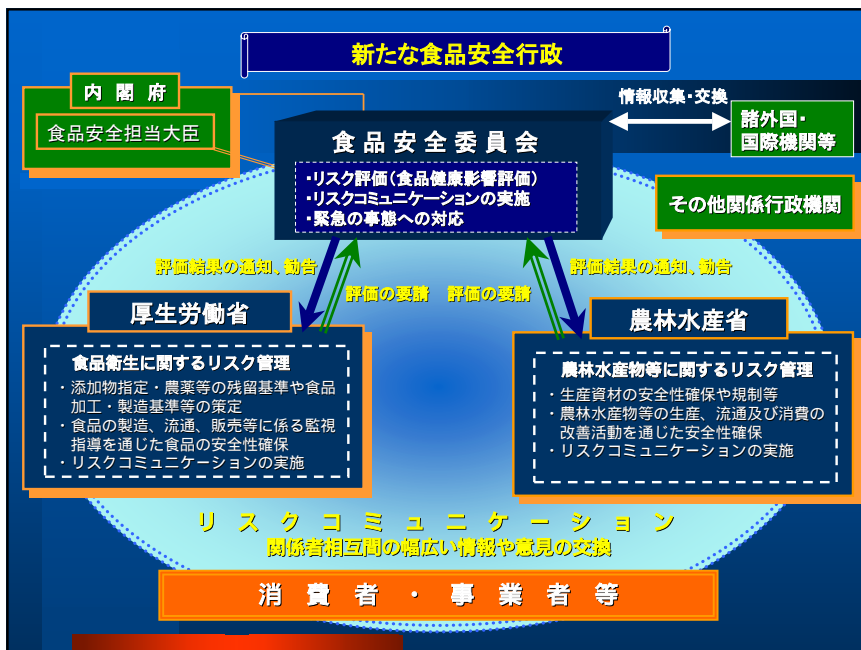 新たな食品安全行政
内閣府
食品安全担当大臣
食品安全委員会
・リスク評価(食品健康影響評価)
・リスクコミュニケーションの実施
・緊急の事態への対応
情報収集・交換
諸外国・
国際機関等
その他関係行政機関
評価結果の通知、勧告
評価の要請
評価の要請
評価結果の通知、勧告
厚生労働省
食品衛生に関するリスク管理
・添加物指定・農薬等の残留基準や食品
加工・製造基準等の策定
・食品の製造、流通、販売等に係る監視
指導を通じた食品の安全性確保
・リスクコミュニケーションの実施
農林水産省
農林水産物等に関するリスク管理
・生産資材の安全性確保や規制等
・農林水産物等の生産、流通及び消費の
改善活動を通じた安全性確保
・リスクコミュニケーションの実施
リスクコミュニケーション
関係者相互間の幅広い情報や意見の交換
消費者・事業者等